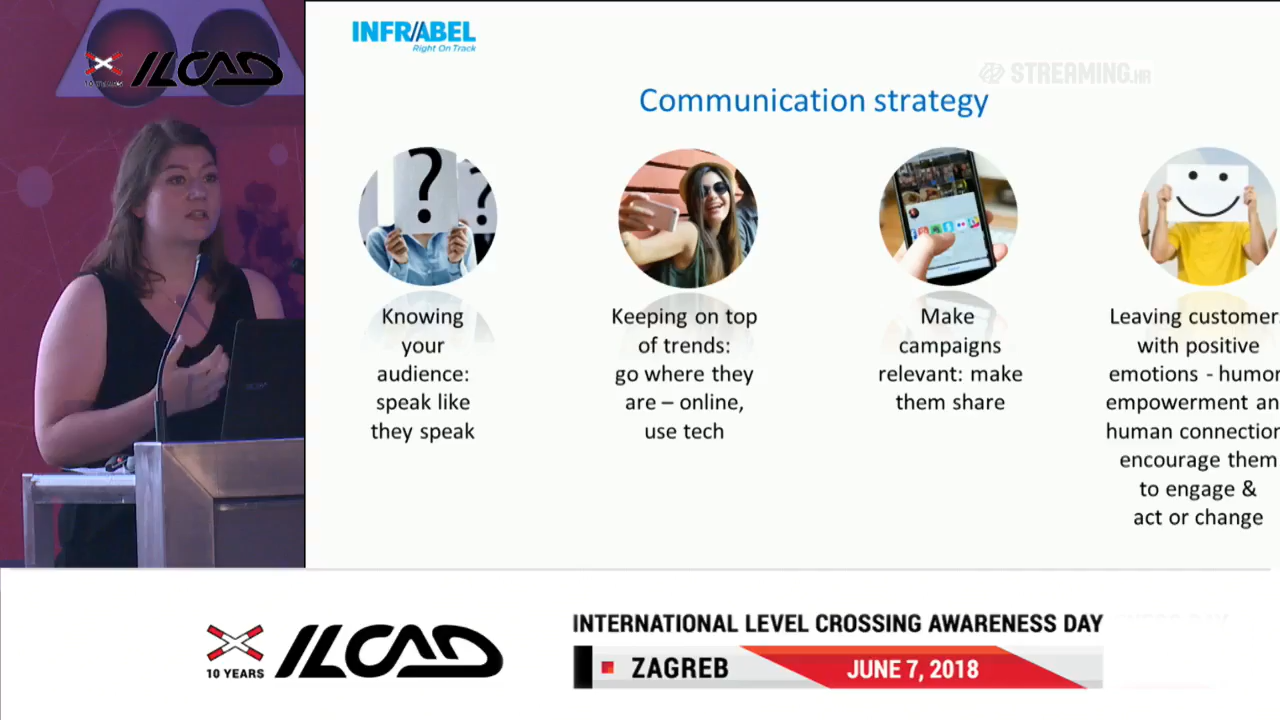 ILCAD
INFRABEL
Right On Track
STREAMING.HR
Communication strategy
?
?
Knowing
your
audience:
speak like
they speak
Keeping on top
of trends:
go where they
are – online,
use tech
Make
campaigns
relevant: make
them share
Leaving customers
with positive
emotions - humor
empowerment an
human connection
encourage them
to engage &
act or change
10 YEARS
ILCAD
INTERNATIONAL LEVEL CROSSING AWARENESS DAY
ZAGREB
JUNE 7, 2018